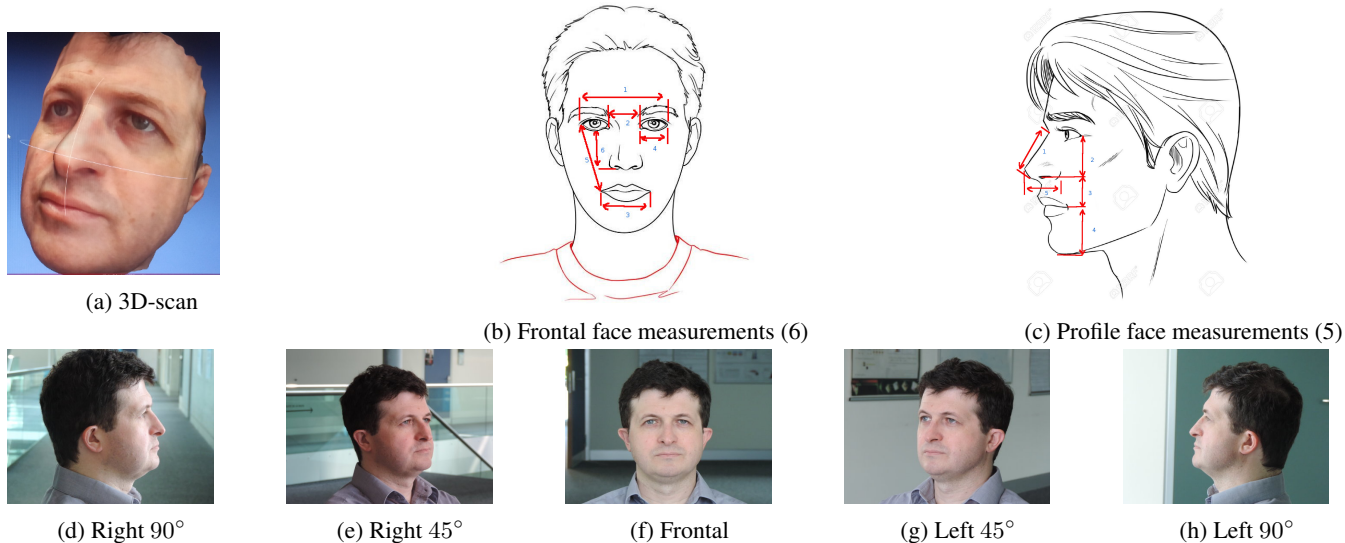 (a) 3D-scan
1
2
4
6
5
3
(b) Frontal face measurements (6)
1
2
3
5
4
(c) Profile face measurements (5)
(d) Right 90°
(e) Right 45°
(f) Frontal
(g) Left 45°
(h) Left 90°